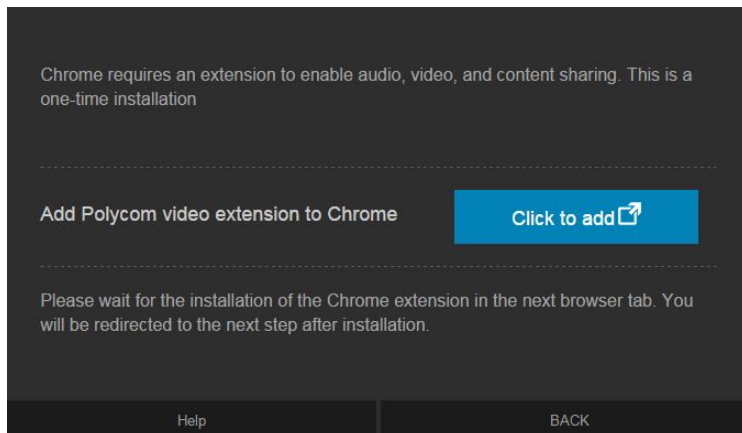 Chrome requires an extension to enable audio, video, and content sharing. This is a
one-time installation
Add Polycom video extension to Chrome
Click to add
Please wait for the installation of the Chrome extension in the next browser tab. You
will be redirected to the next step after installation.
Help
BACK